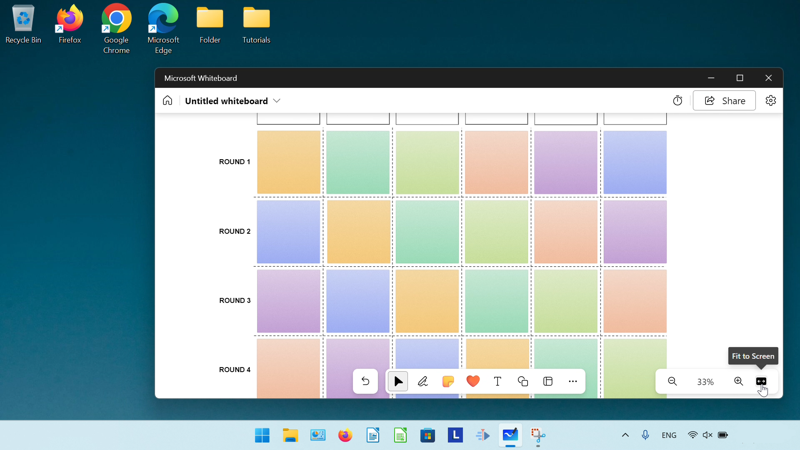 Recycle Bin
Firefox
Google
Chrome
Microsoft
Edge
Folder
Tutorials
Microsoft Whiteboard
Untitled whiteboard
Share
ROUND 1
ROUND 2
ROUND 3
ROUND 4
Fit to Screen
33%
ENG